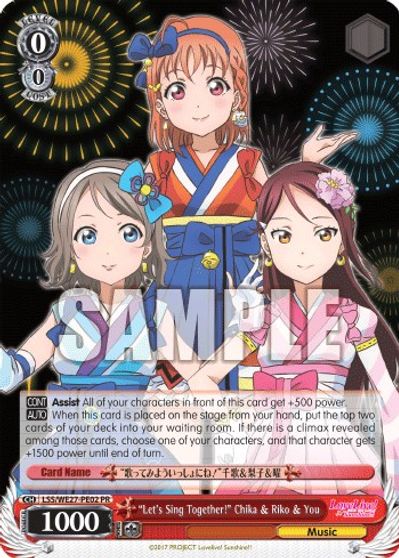 LEVEL
0
0
COST
SAMPLE
CONT Assist All of your characters in front of this card get +500 power.
AUTO When this card is placed on the stage from your hand, put the top two
cards of your deck into your waiting room. If there is a climax revealed
among those cards, choose one of your characters, and that character gets
+1500 power until end of turn.
Card Name "歌ってみよういっしょにね!"千歌&梨子&曜
CH LSS/WE27-PE02 PR
1000
"Let's Sing Together!" Chika & Riko & You
LoveLive!
Music
©2017 PROJECT Lovelive! Sunshine!!